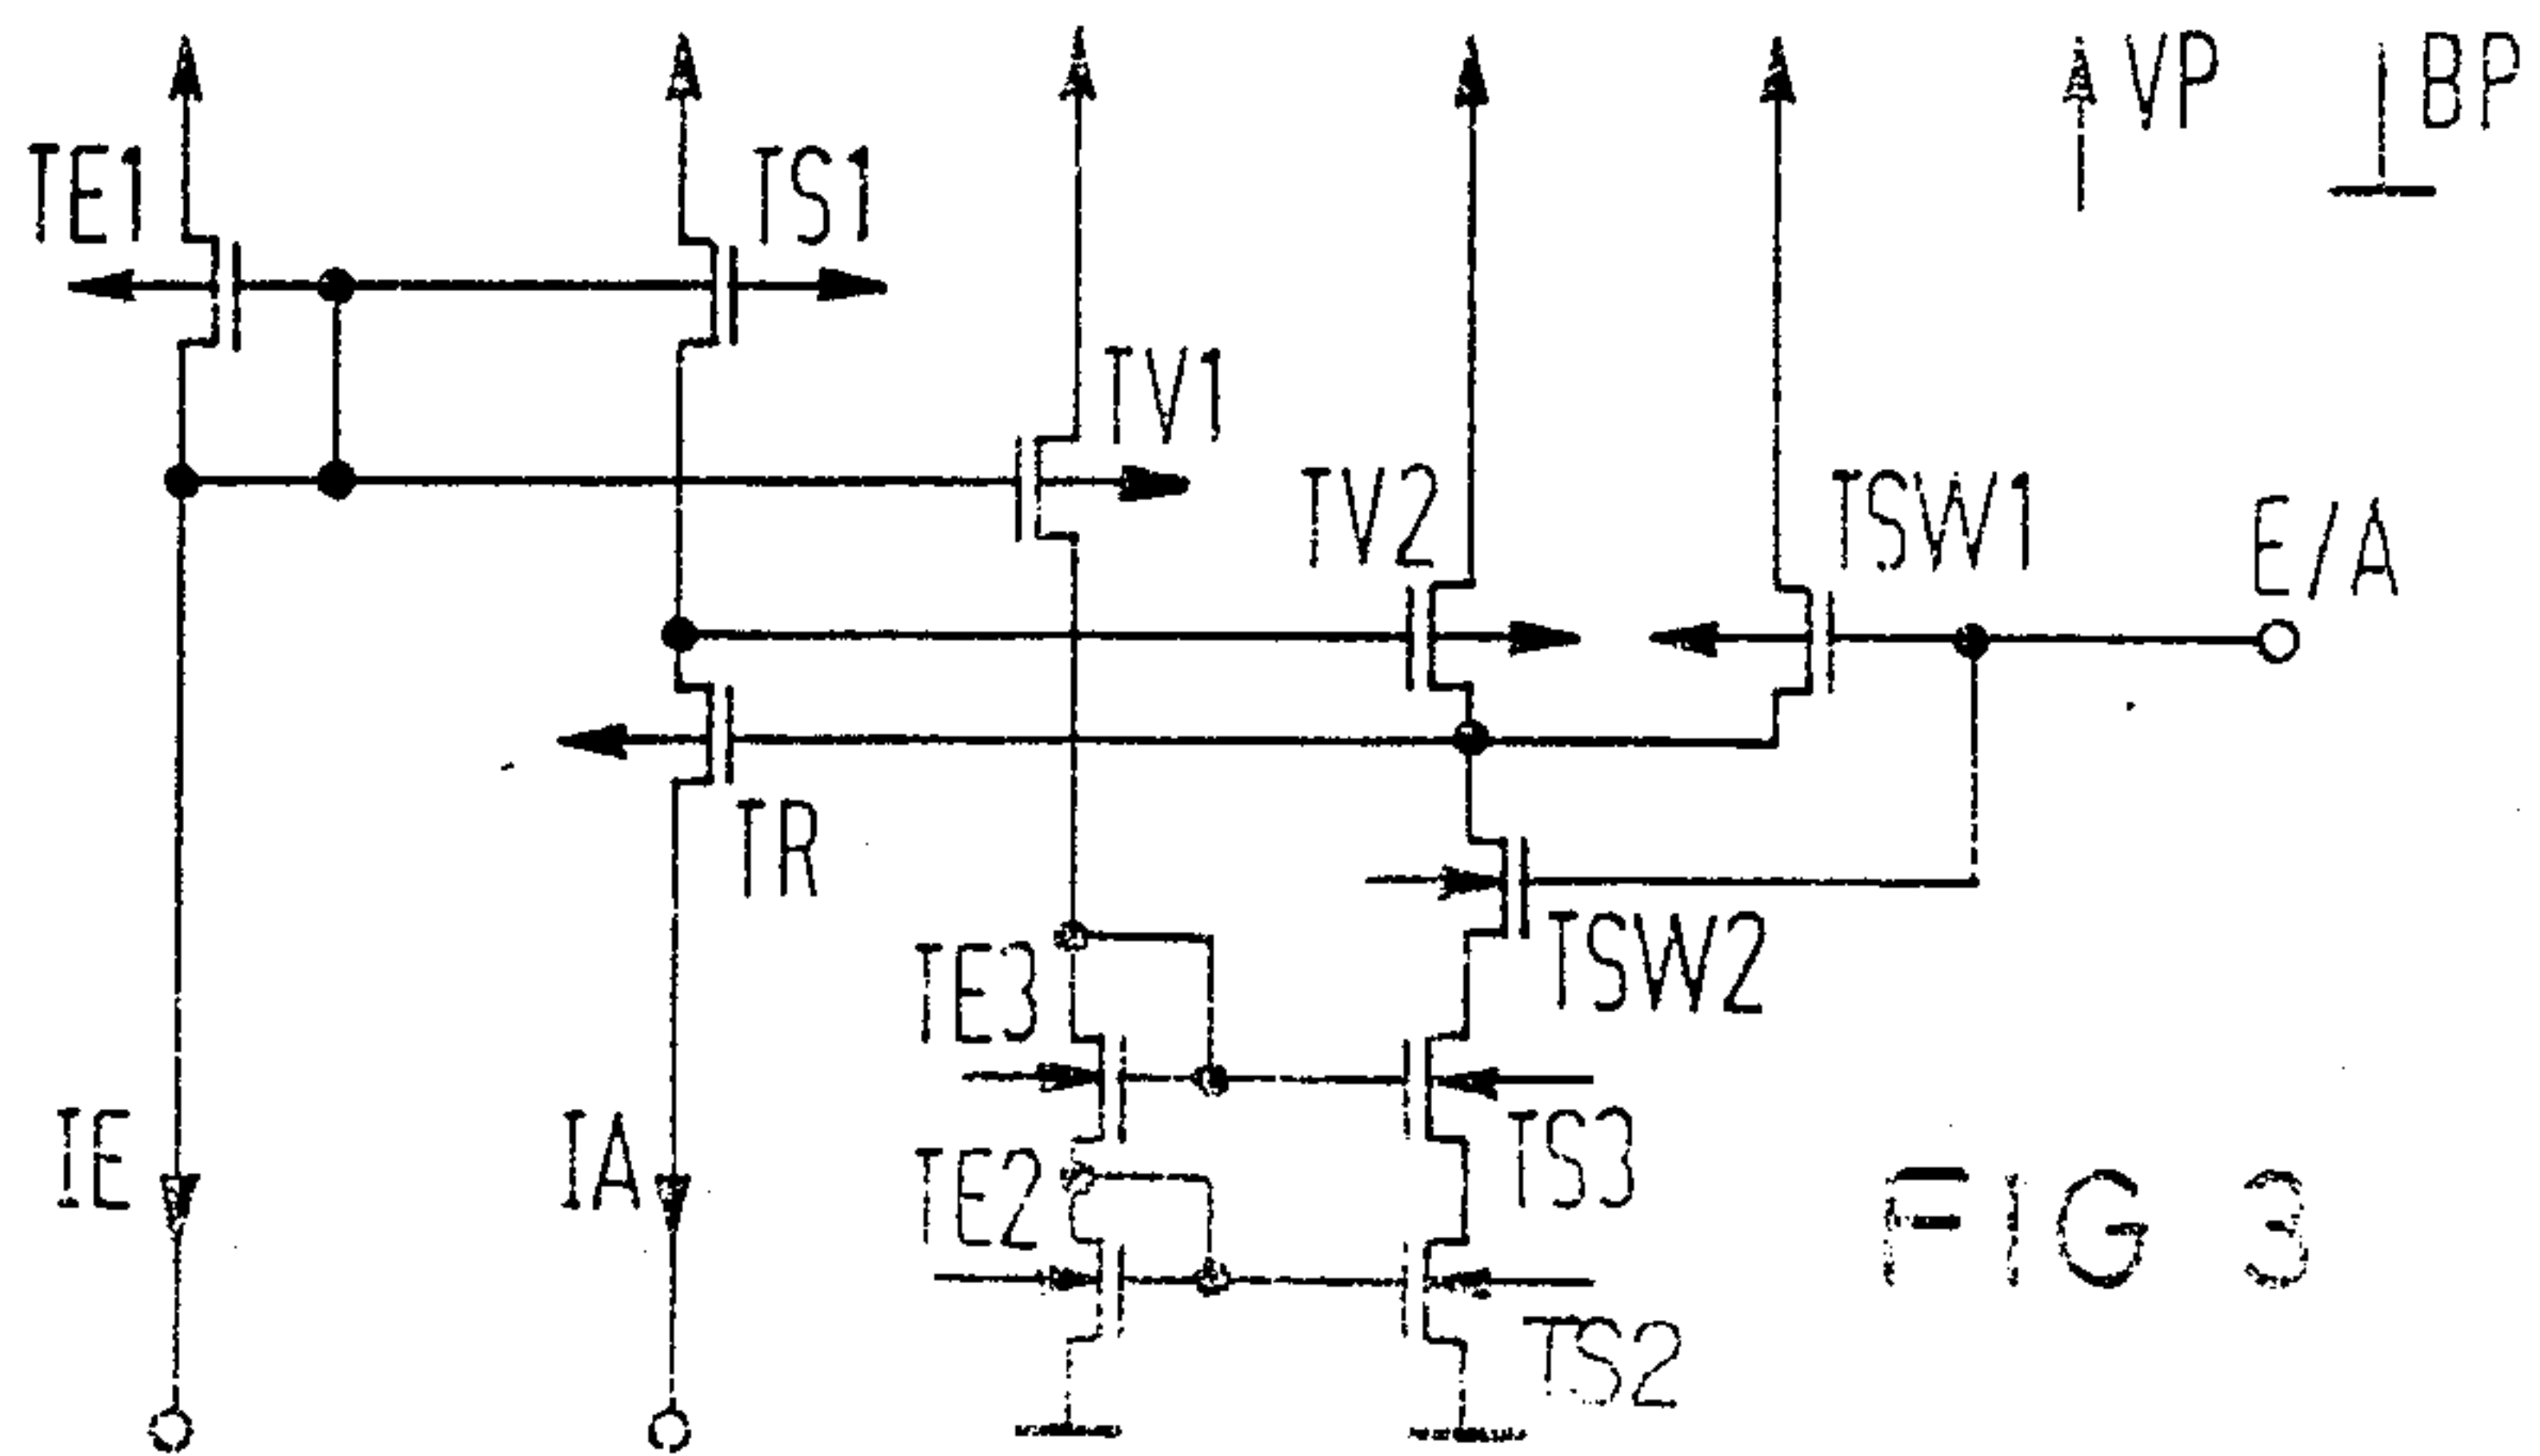 VP
BP
TE1
TS1
TV1
TV2
TSW1
E/A
TR
TSW2
TE3
IE
IA
TS3
TE2
TS2
FIG 3